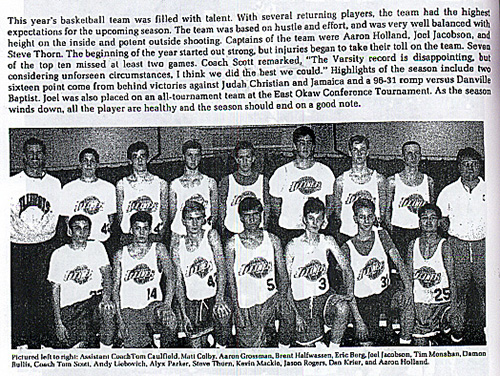 This year's basketball team was filled with talent. With several returning players, the team had the highest
expectations for the upcoming season. The team was based on hustle and effort, and was very well balanced with
height on the inside and potent outside shooting. Captains of the team were Aaron Holland, Joel Jacobson, and
Steve Thorn. The beginning of the year started out strong, but injuries began to take their toll on the team. Seven
of the top ten missed at least two games. Coach Scott remarked, "The Varsity record is disappointing, but
considering unforseen circumstances, I think we did the best we could." Highlights of the season include two
sixteen point come from behind victories against Judah Christian and Jamaica and a 96-31 romp versus Danville
Baptist. Joel was also placed on an all-tournament team at the East Okaw Conference Tournament. As the season
winds down, all the player are healthy and the season should end on a good note.
14
4
5
3
3
25
Pictured left to right: Assistant Coach Tom Caulfield, Matt Colby, Aaron Grossman, Brent Halfwassen, Eric Berg, Joel Jacobson, Tim Monahan, Damon
Bullis, Coach Tom Scott, Andy Liebovich, Alyx Parker, Steve Thorn, Kevin Mackie, Jason Rogers, Dan Krier, and Aaron Holland.